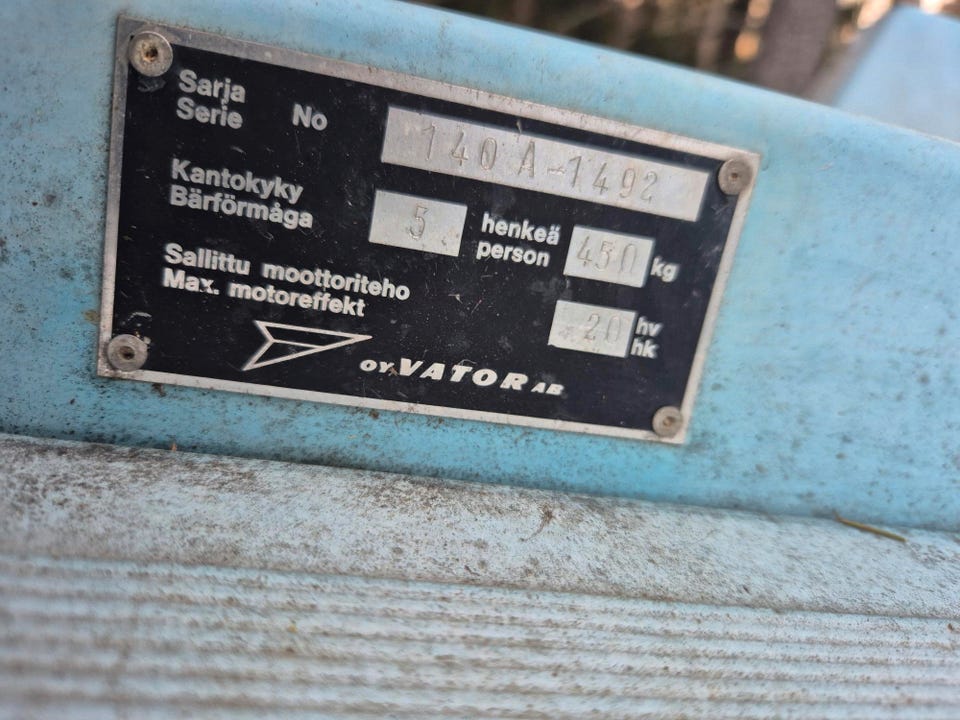 Sarja
Serie No 140 A-1492
Kantokyky
Bärförmåga 5 henkeä
person 450 kg
Sallittu moottoriteho
Max. motoreffekt 20 hv
hk
OY. VATOR AB